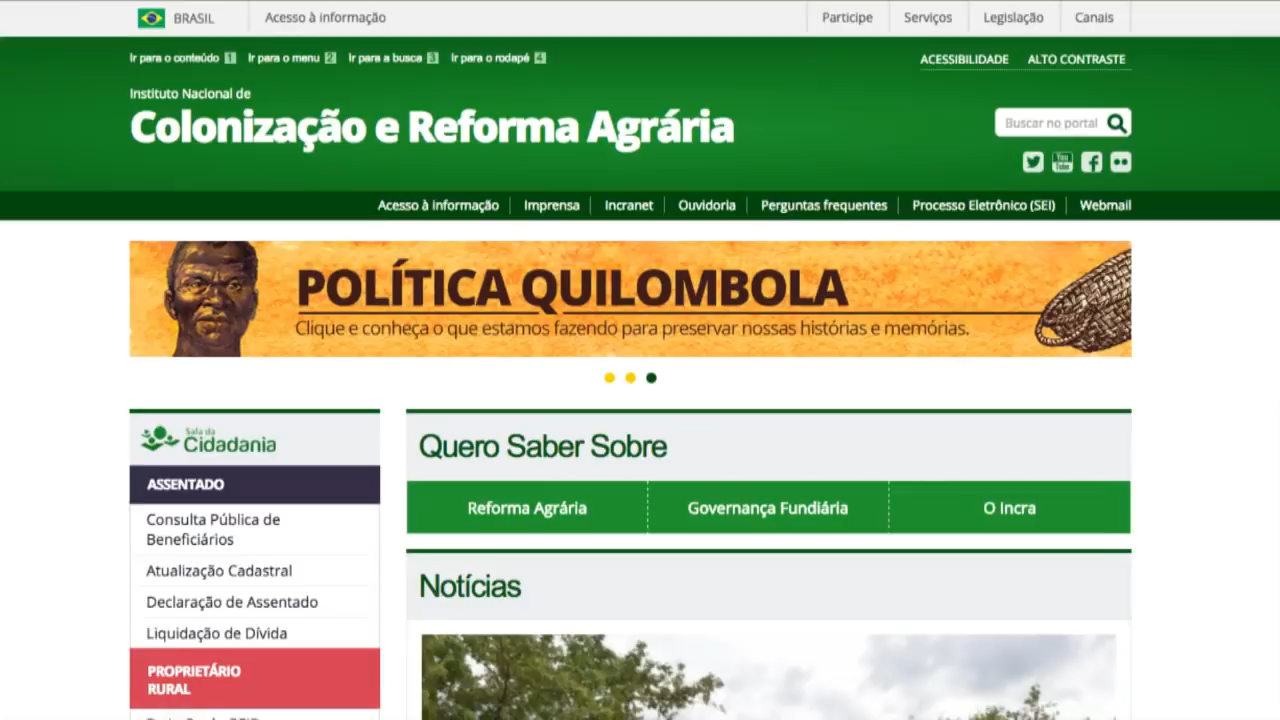 BRASIL Acesso à informação Participe Serviços Legislação Canais
Ir para o conteúdo 1 Ir para o menu 2 Ir para a busca 3 Ir para o rodapé 4 ACESSIBILIDADE ALTO CONTRASTE
Instituto Nacional de
Colonização e Reforma Agrária
Buscar no portal
You Tube
Acesso à informação Imprensa Incranet Ouvidoria Perguntas frequentes Processo Eletrônico (SEI) Webmail
POLÍTICA QUILOMBOLA
Clique e conheça o que estamos fazendo para preservar nossas histórias e memórias.
Sala da
Cidadania
ASSENTADO
Consulta Pública de
Beneficiários
Atualização Cadastral
Declaração de Assentado
Liquidação de Dívida
PROPRIETÁRIO
RURAL
Quero Saber Sobre
Reforma Agrária Governança Fundiária O Incra
Notícias